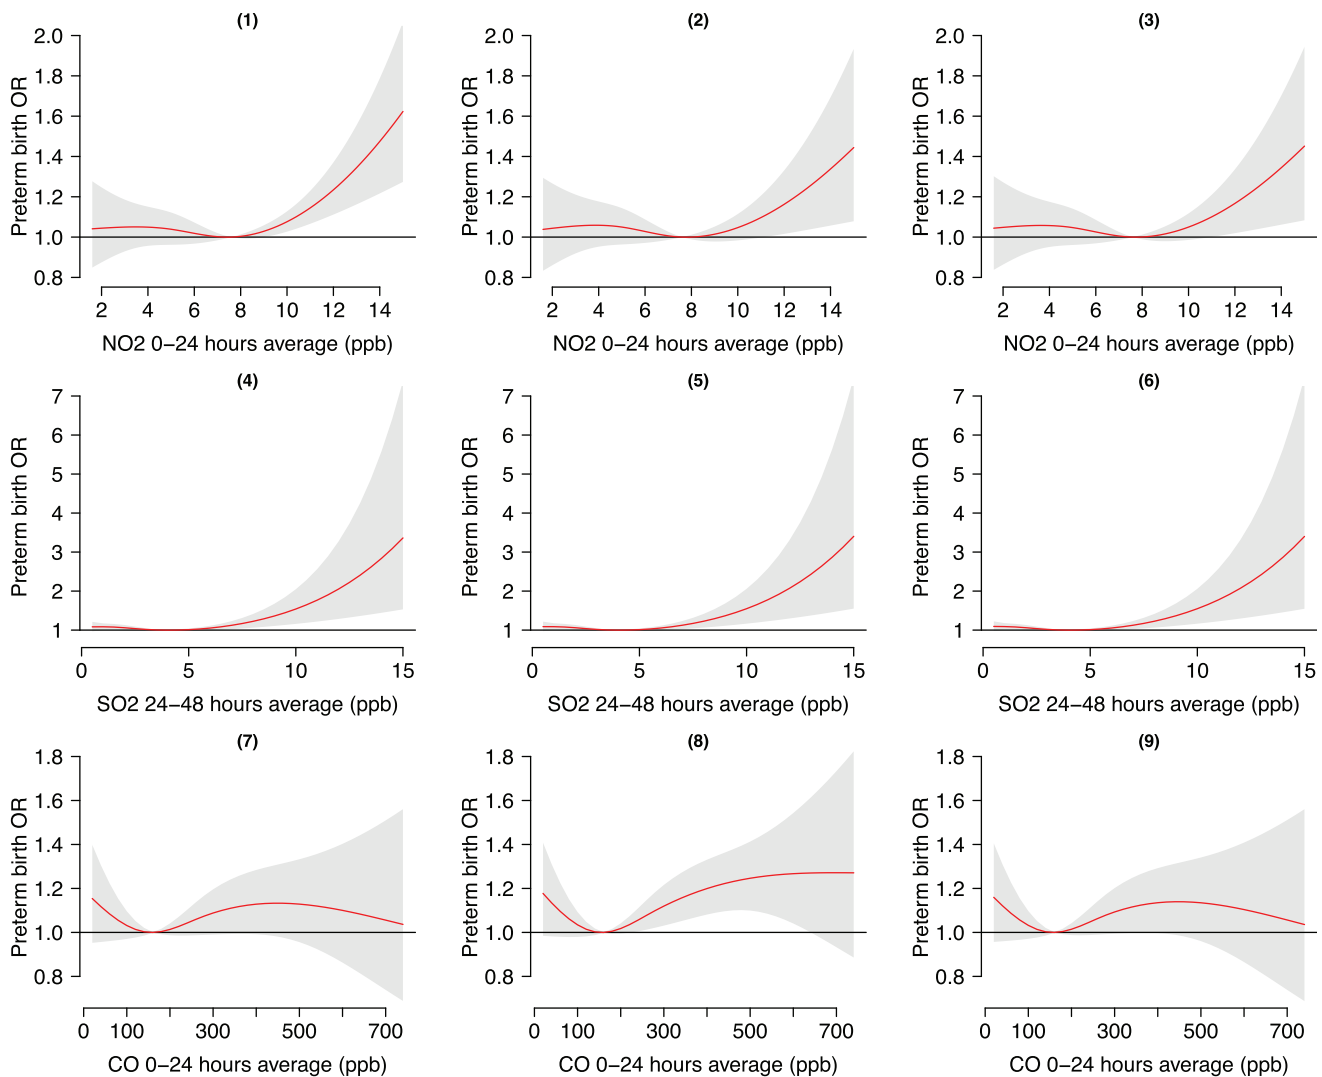 (1) (2) (3)
Preterm birth OR Preterm birth OR Preterm birth OR
2.0 2.0 2.0
1.8 1.8 1.8
1.6 1.6 1.6
1.4 1.4 1.4
1.2 1.2 1.2
1.0 1.0 1.0
0.8 0.8 0.8
2 4 6 8 10 12 14 2 4 6 8 10 12 14 2 4 6 8 10 12 14
NO2 0−24 hours average (ppb) NO2 0−24 hours average (ppb) NO2 0−24 hours average (ppb)
(4) (5) (6)
Preterm birth OR Preterm birth OR Preterm birth OR
7 7 7
6 6 6
5 5 5
4 4 4
3 3 3
2 2 2
1 1 1
0 5 10 15 0 5 10 15 0 5 10 15
SO2 24−48 hours average (ppb) SO2 24−48 hours average (ppb) SO2 24−48 hours average (ppb)
(7) (8) (9)
Preterm birth OR Preterm birth OR Preterm birth OR
1.8 1.8 1.8
1.6 1.6 1.6
1.4 1.4 1.4
1.2 1.2 1.2
1.0 1.0 1.0
0.8 0.8 0.8
0 100 300 500 700 0 100 300 500 700 0 100 300 500 700
CO 0−24 hours average (ppb) CO 0−24 hours average (ppb) CO 0−24 hours average (ppb)